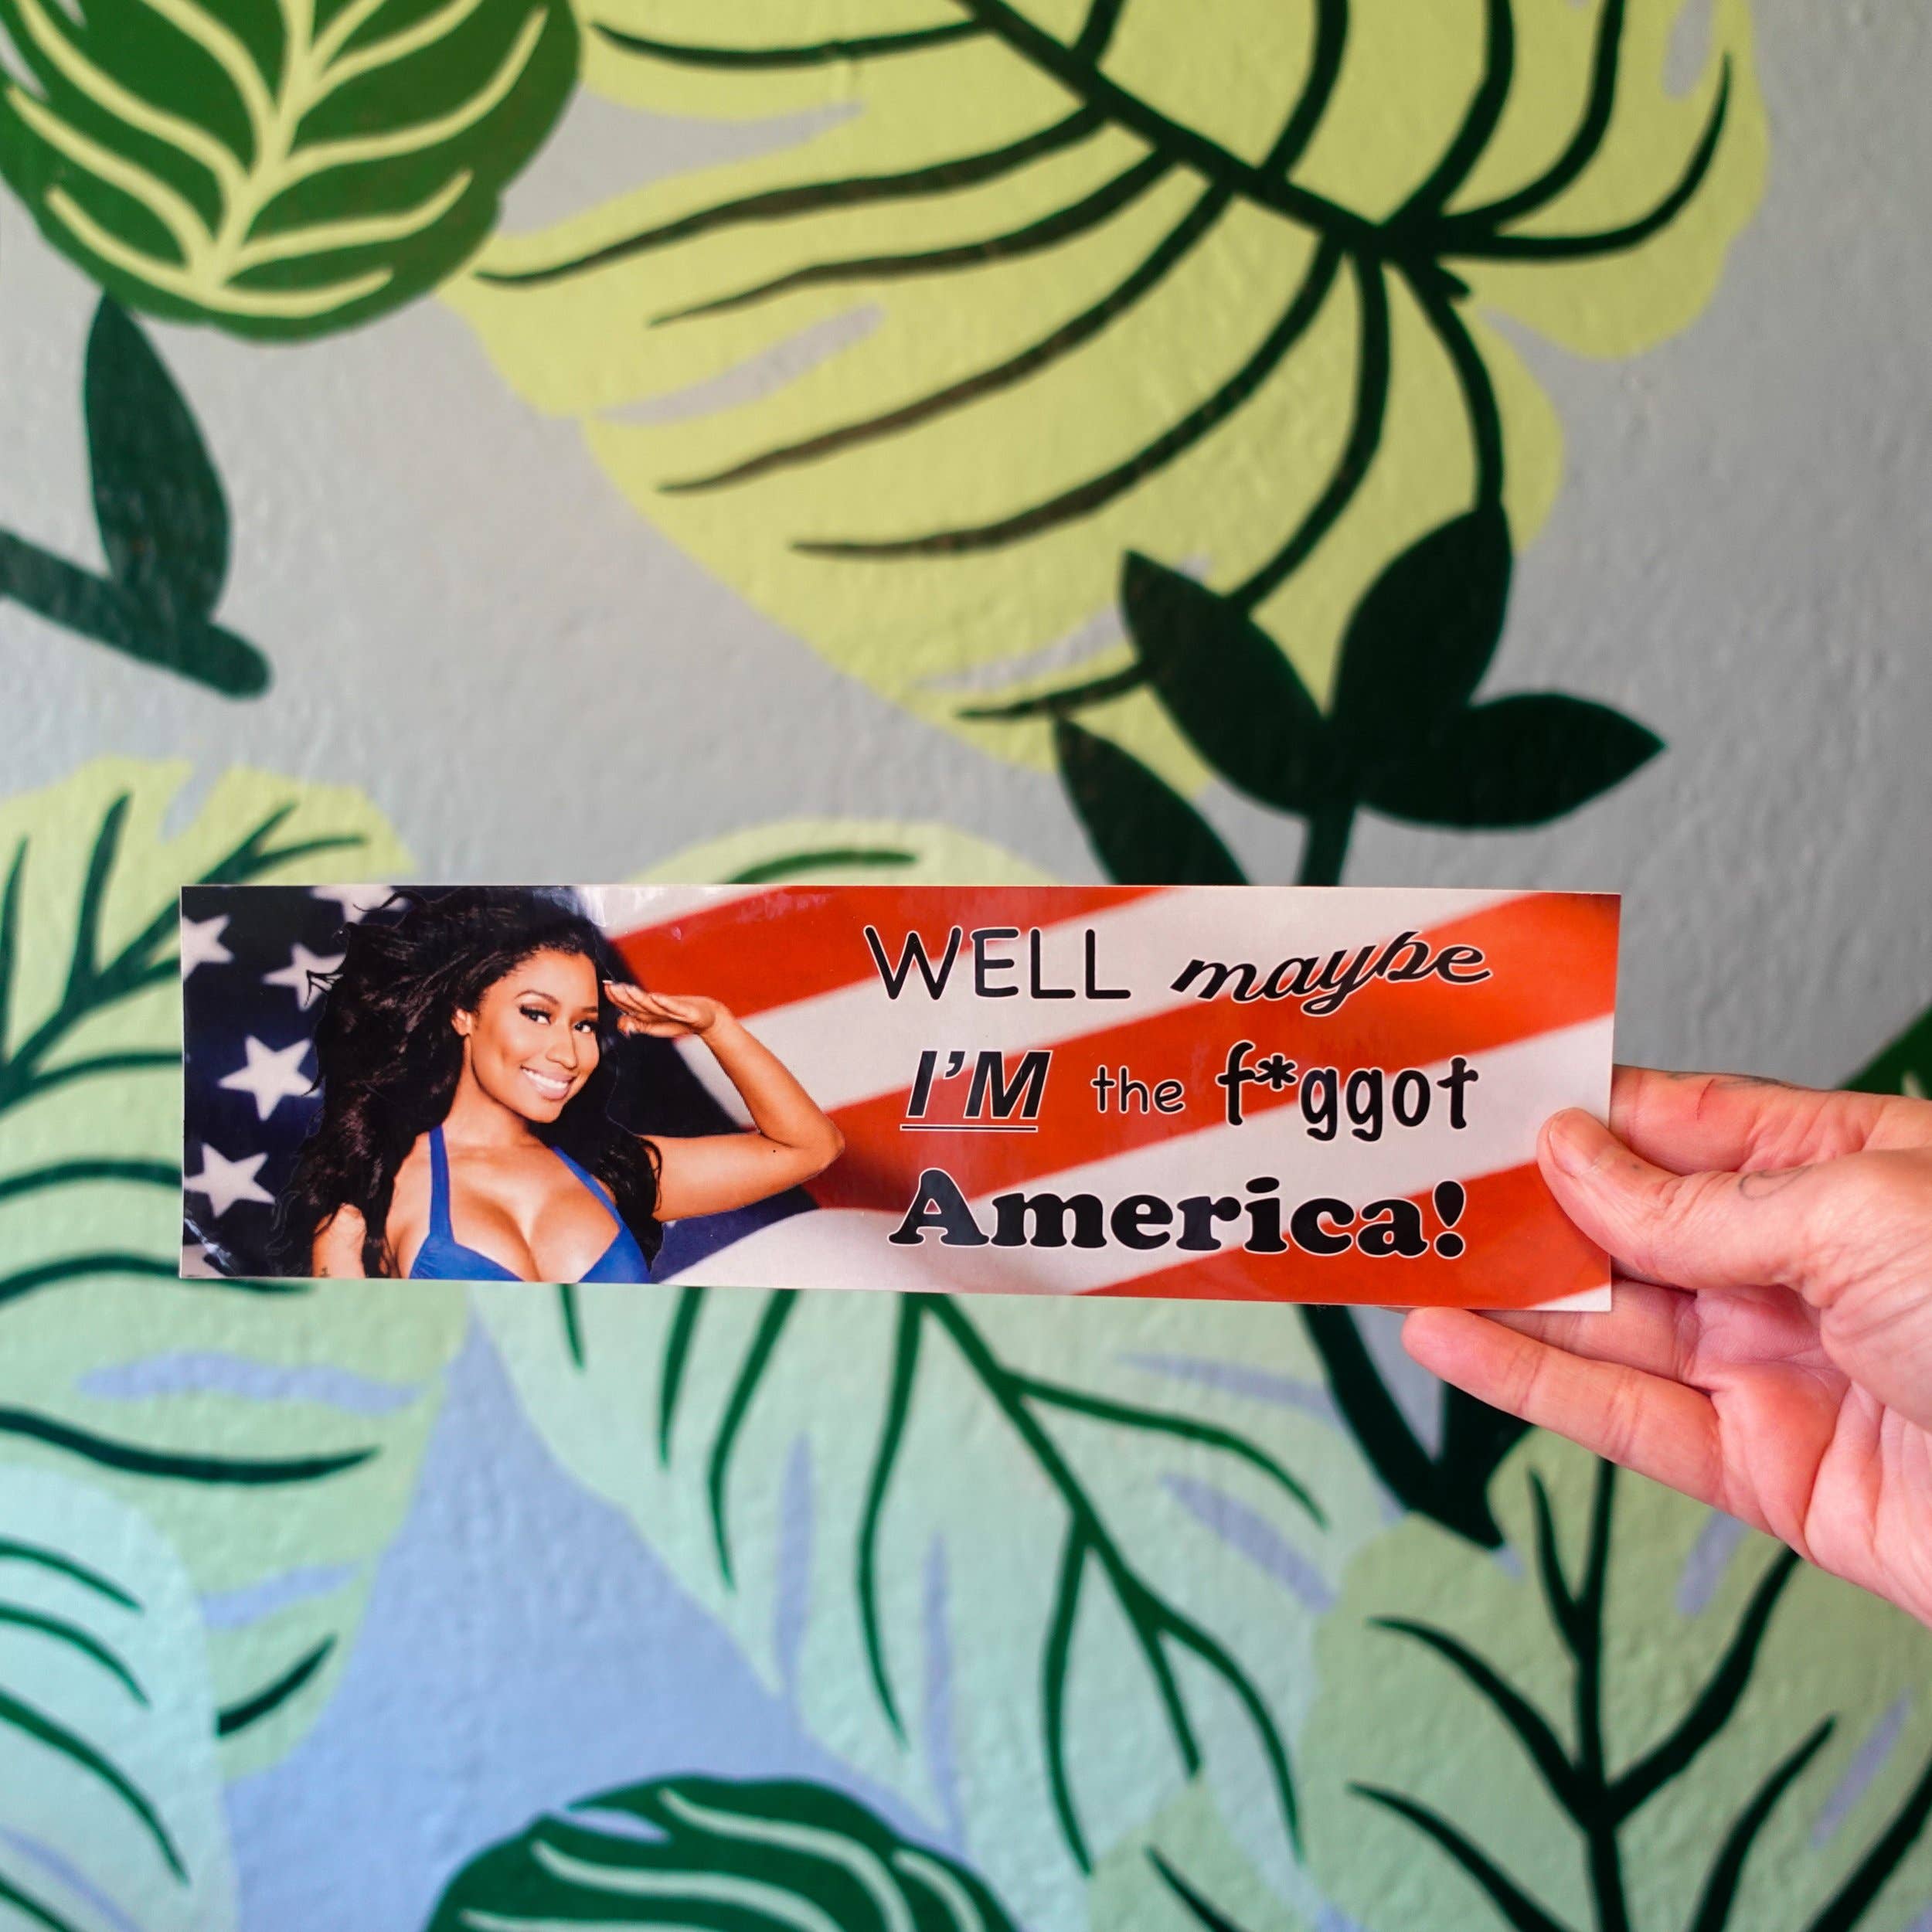 WELL maybe
I'M the f*ggot
America!